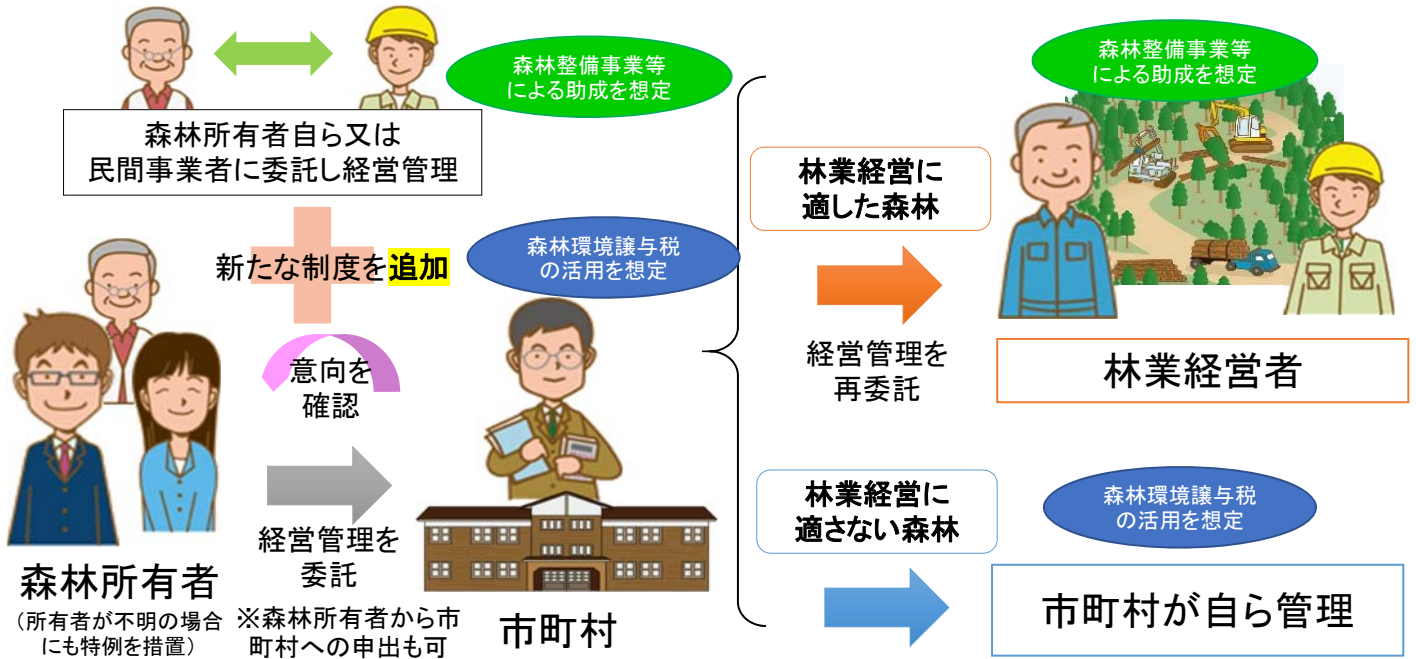 森林整備事業等
による助成を想定
森林所有者自ら又は
民間事業者に委託し経営管理
新たな制度を追加
森林環境譲与税
の活用を想定
意向を
確認
経営管理を
委託
※森林所有者から市
町村への申出も可
森林所有者
（所有者が不明の場合
にも特例を措置）
市町村
林業経営に
適した森林
経営管理を
再委託
森林整備事業等
による助成を想定
林業経営者
林業経営に
適さない森林
森林環境譲与税
の活用を想定
市町村が自ら管理